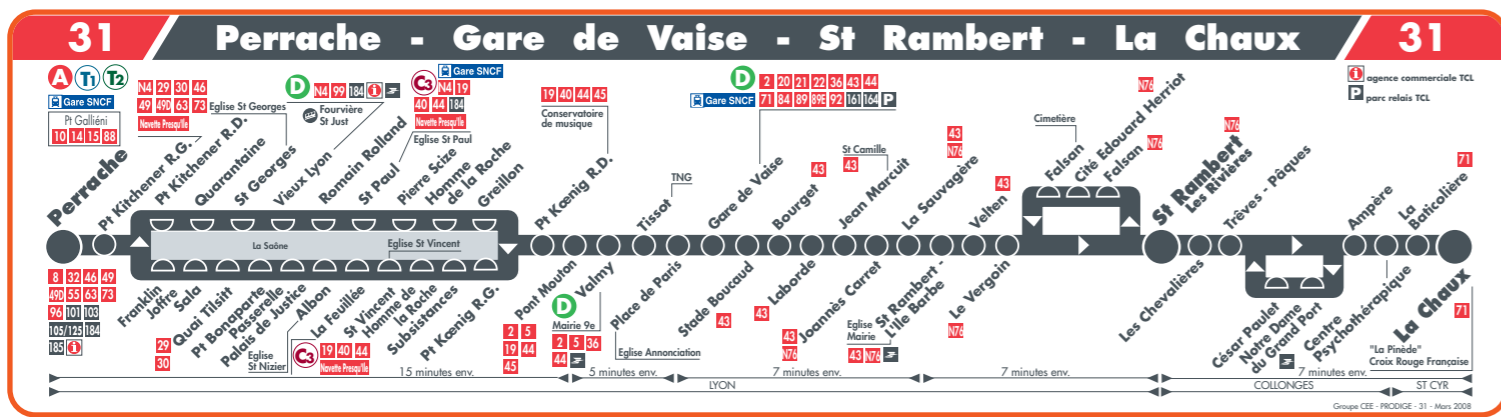 31
Perrache - Gare de Vaise - St Rambert - La Chaux
31
A T1 T2
Gare SNCF
Pt Galliéni
10 14 15 88
N4 29 30 46
49 49D 63 73
Navette Presqu'île
Eglise St Georges
D N4 99 184 i
Fourvière
St Just
C3 Gare SNCF
N4 19
40 44 184
Navette Presqu'île
Eglise St Paul
19 40 44 45
Conservatoire
de musique
D 2 20 21 22 36 43 44
Gare SNCF 71 84 89 89E 92 161 164 P
TNG
43
St Camille
43
43
N76
43
Cimetière
N76
N76
N76
71
i agence commerciale TCL
P parc relais TCL
Perrache
Pt Kitchener R.G.
Pt Kitchener R.D.
Quarantaine
St Georges
Vieux Lyon
Romain Rolland
St Paul
Pierre Scize
Homme
de la Roche
Greillon
Pt Kœnig R.D.
Tissot
Gare de Vaise
Bourget
Jean Marcuit
La Sauvagère
Velten
Falsan
Cité Edouard Herriot
Falsan
St Rambert
Les Rivières
Trêves - Pâques
Ampère
La
Baticolière
La Saône
Eglise St Vincent
8 32 46 49
49D 55 63 73
96 101 103
105/125 184
185 i
Franklin
Joffre
Sala
29
30
Quai Tilsitt
Pt Bonaparte
Passerelle
Palais de Justice
Albon
Eglise
St Nizier
La Feuillée
C3 19 40 44
Navette Presqu'île
St Vincent
Homme de
la Roche
Subsistances
Pt Kœnig R.G.
Pont Mouton
2 5
19 44
45
Valmy
D
Mairie 9e
2 5 36
44
Place de Paris
Eglise Annonciation
Stade Boucaud
43
Laborde
43
Joannès Carret
43
N76
St Rambert -
L'Ile Barbe
Eglise
Mairie
43 N76
Le Vergoin
N76
Les Chevalières
César Paulet
Notre Dame
du Grand Port
Centre
Psychothérapique
La Chaux
71
"La Pinède"
Croix Rouge Française
15 minutes env.
5 minutes env.
7 minutes env.
7 minutes env.
7 minutes env.
LYON
COLLONGES
ST CYR
Groupe CEE - PRODIGE - 31 - Mars 2008